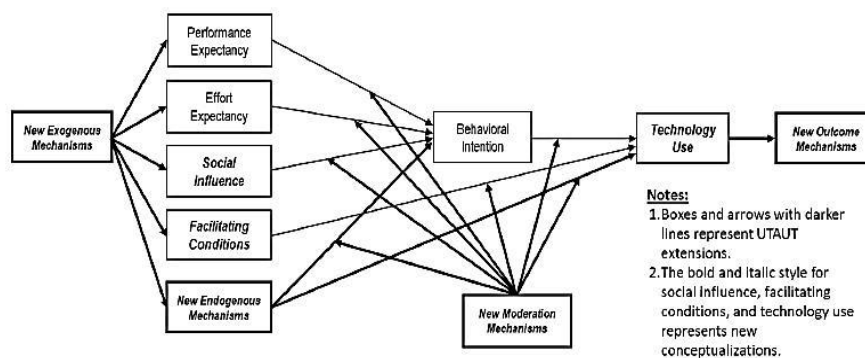 Performance
Expectancy
Effort
Expectancy
New Exogenous
Mechanisms
Social
Influence
Facilitating
Conditions
New Endogenous
Mechanisms
Behavioral
Intention
Technology
Use
New Outcome
Mechanisms
New Moderation
Mechanisms
Notes:
1.Boxes and arrows with darker
lines represent UTAUT
extensions.
2.The bold and italic style for
social influence, facilitating
conditions, and technology use
represents new
conceptualizations.